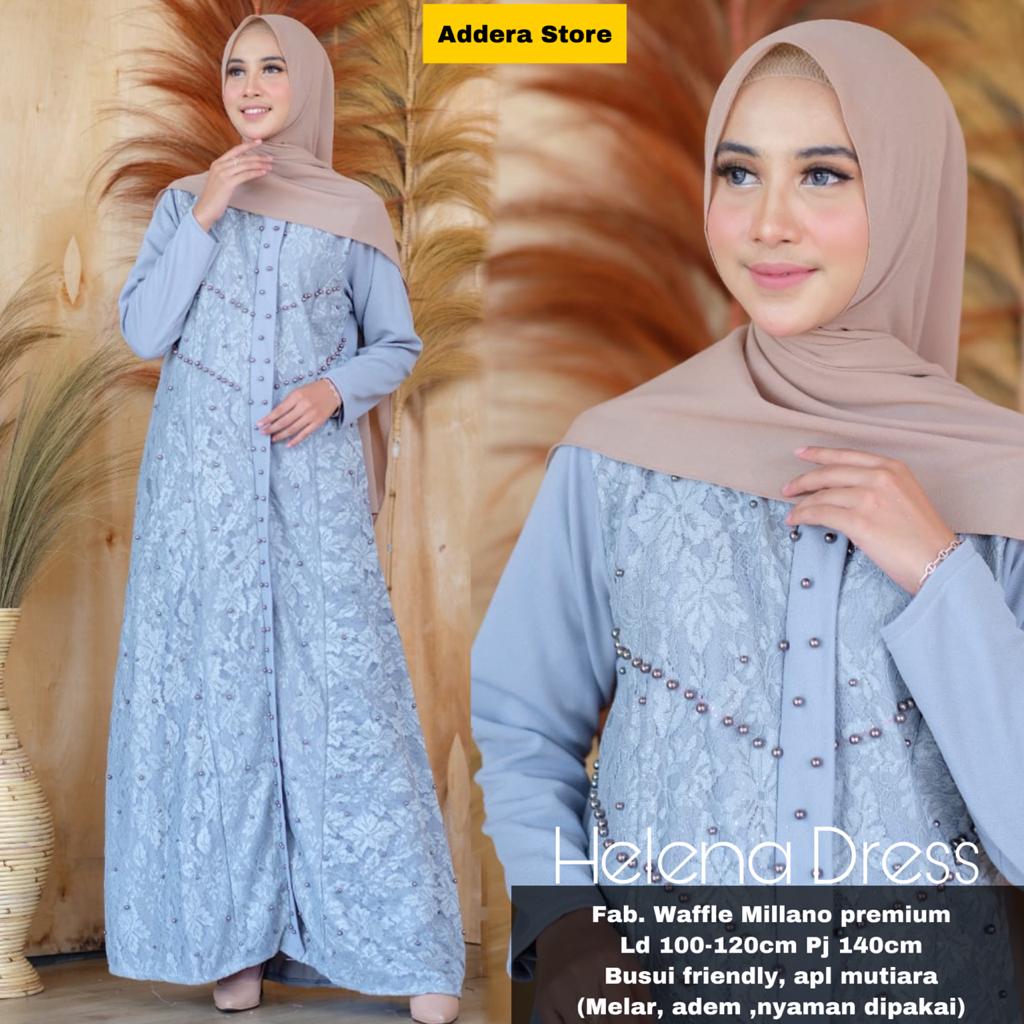 Addera Store
Helena Dress
Fab. Waffle Millano premium
Ld 100-120cm Pj 140cm
Busui friendly, apl mutiara
(Melar, adem ,nyaman dipakai)